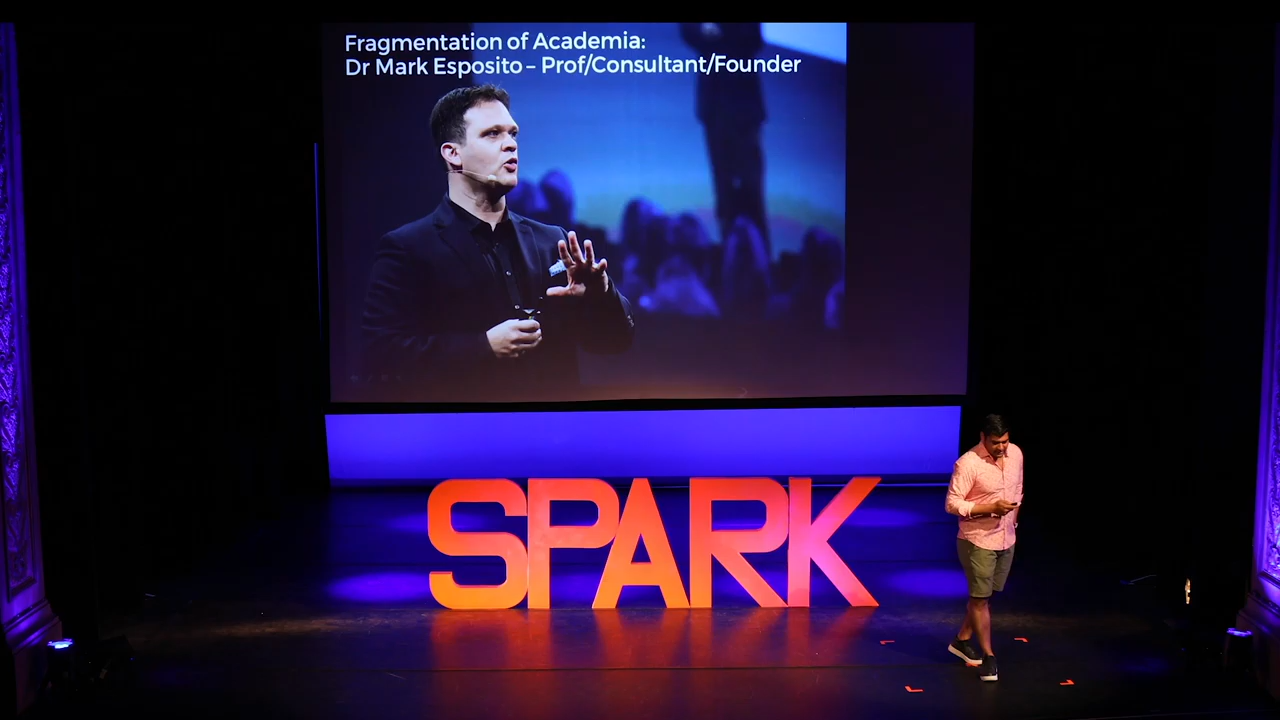 Fragmentation of Academia:
Dr Mark Esposito – Prof/Consultant/Founder
SPARK